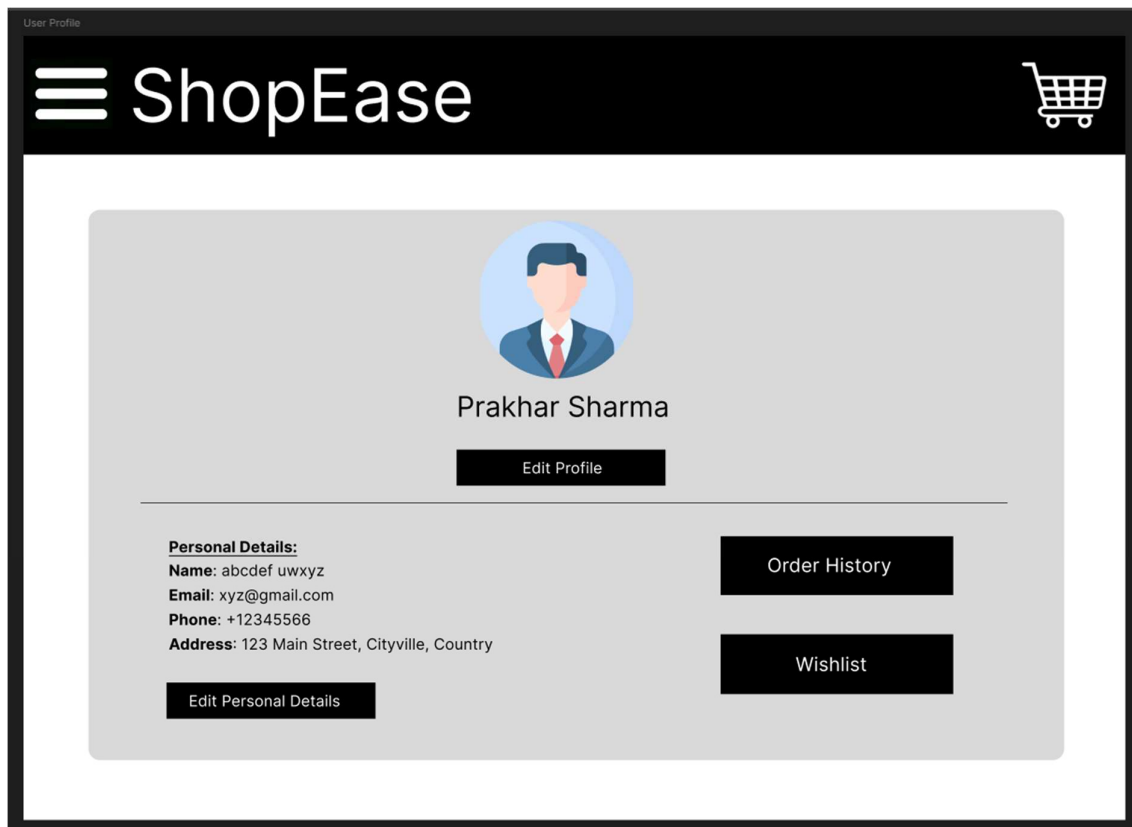 User Profile
ShopEase
Prakhar Sharma
Edit Profile
Personal Details:
Name: abcdef uwxyz
Email: xyz@gmail.com
Phone: +12345566
Address: 123 Main Street, Cityville, Country
Edit Personal Details
Order History
Wishlist